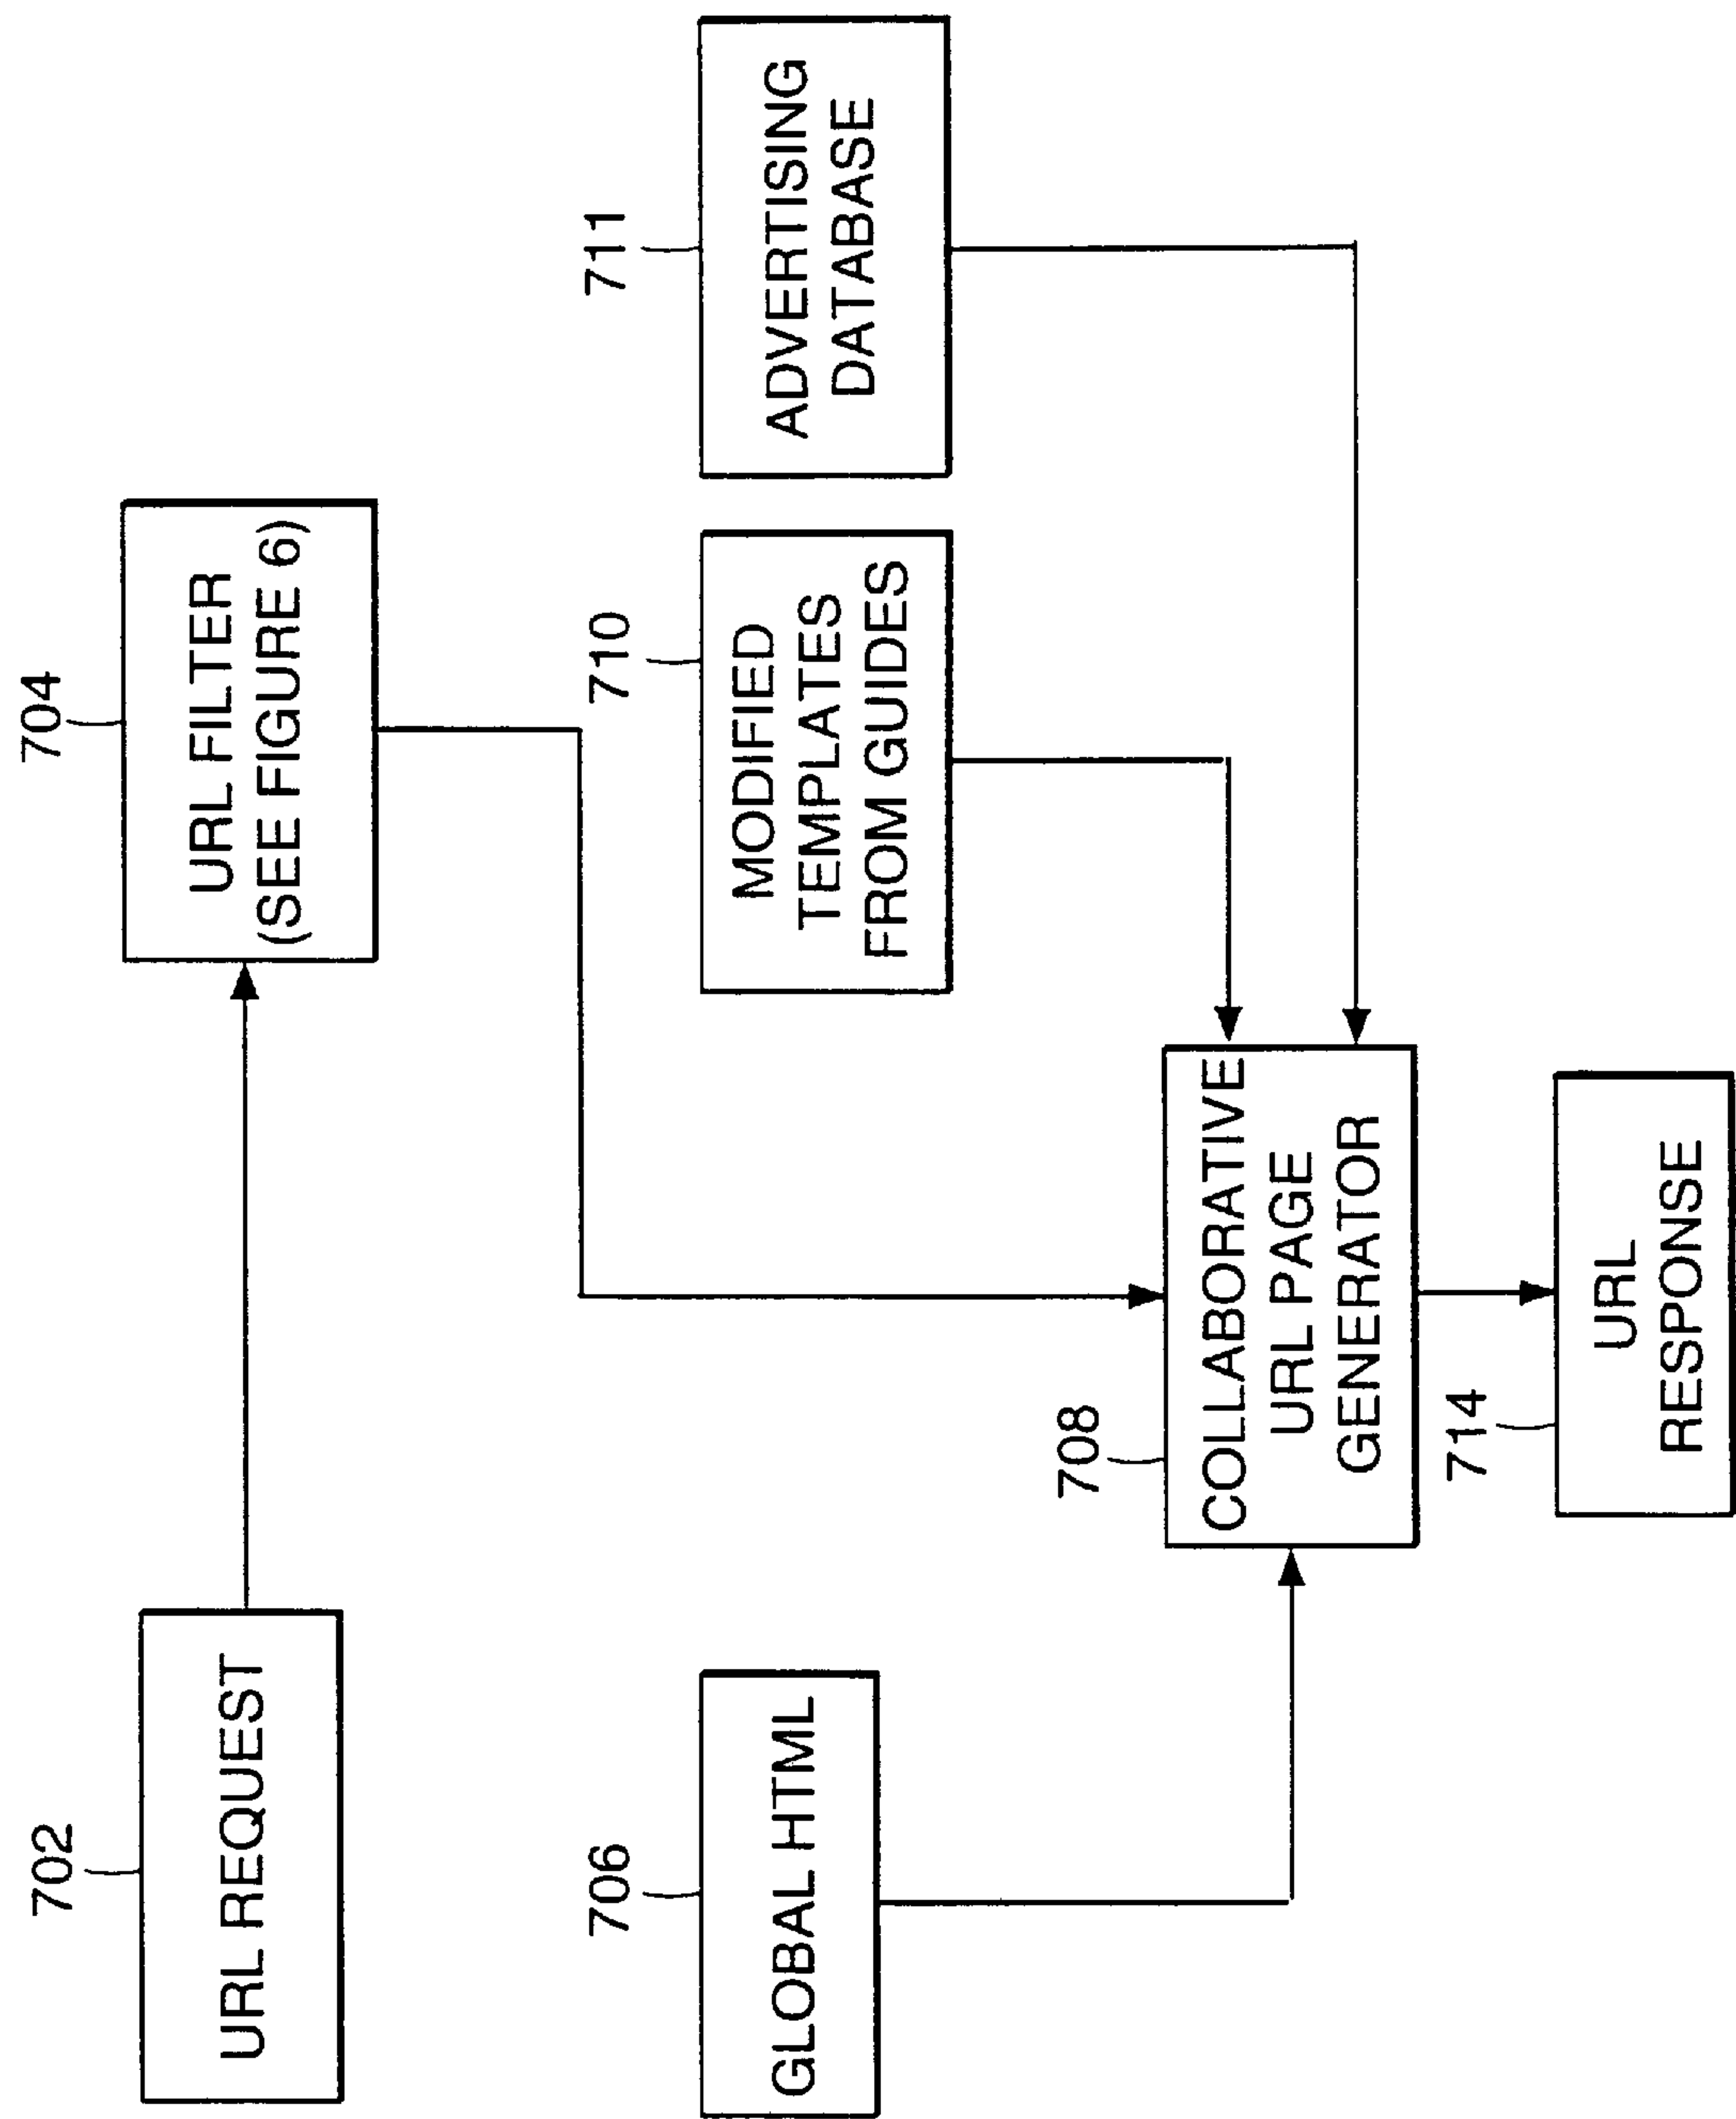 702
URL REQUEST
704
URL FILTER
(SEE FIGURE 6)
706
GLOBAL HTML
710
MODIFIED
TEMPLATES
FROM GUIDES
711
ADVERTISING
DATABASE
708
COLLABORATIVE
URL PAGE
GENERATOR
714
URL
RESPONSE